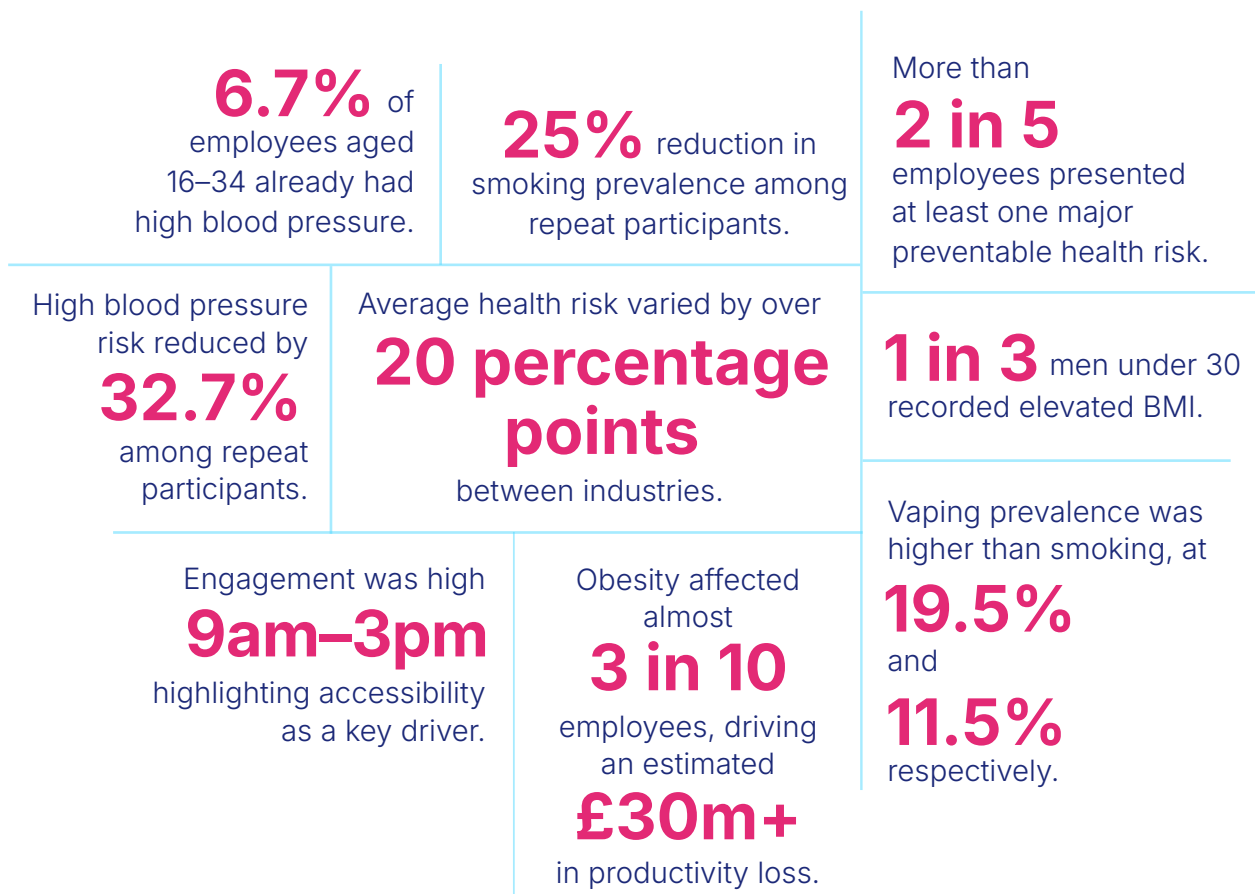 6.7% of
employees aged
16–34 already had
high blood pressure.
25% reduction in
smoking prevalence among
repeat participants.
More than
2 in 5
employees presented
at least one major
preventable health risk.
High blood pressure
risk reduced by
32.7%
among repeat
participants.
Average health risk varied by over
20 percentage
points
between industries.
1 in 3 men under 30
recorded elevated BMI.
Engagement was high
9am–3pm
highlighting accessibility
as a key driver.
Obesity affected
almost
3 in 10
employees, driving
an estimated
£30m+
in productivity loss.
Vaping prevalence was
higher than smoking, at
19.5%
and
11.5%
respectively.